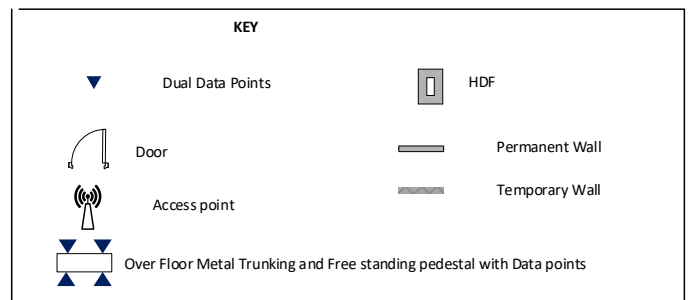 KEY
Dual Data Points
HDF
Door
Permanent Wall
Access point
Temporary Wall
Over Floor Metal Trunking and Free standing pedestal with Data points